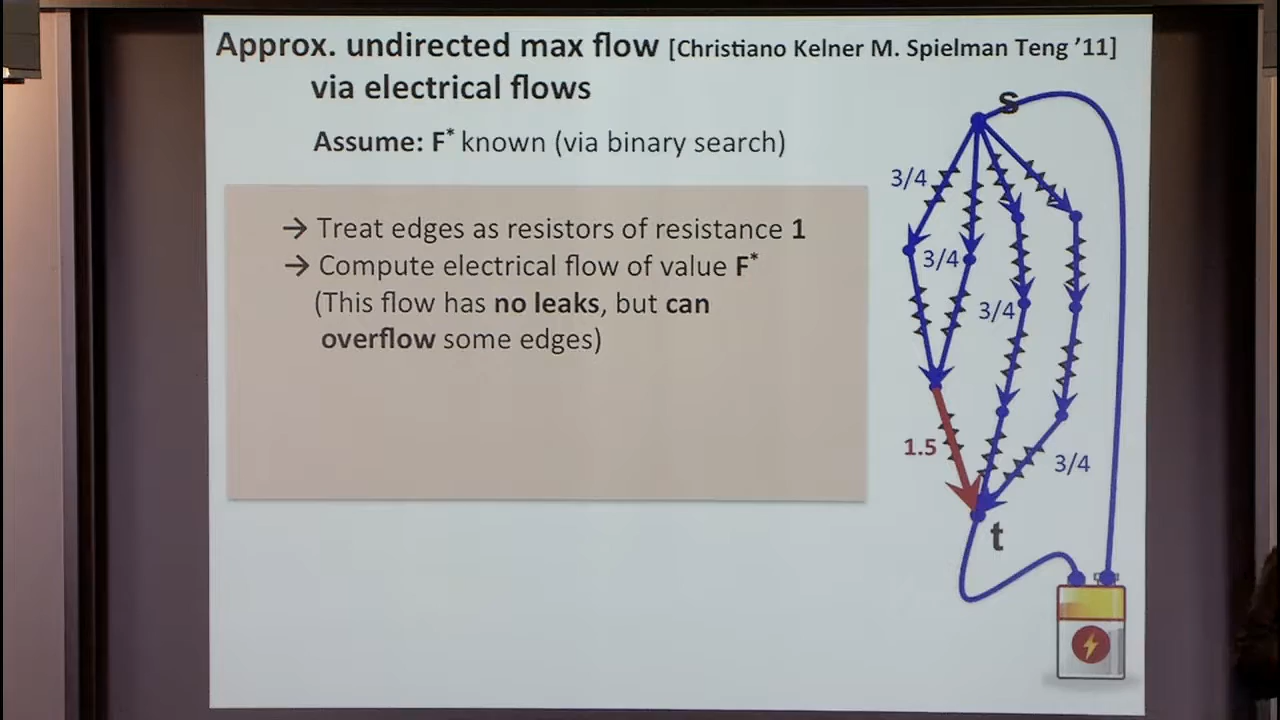 Approx. undirected max flow [Christiano Kelner M. Spielman Teng ’11]
via electrical flows
Assume: F* known (via binary search)
→ Treat edges as resistors of resistance 1
→ Compute electrical flow of value F*
(This flow has no leaks, but can
overflow some edges)
s
3/4
3/4
3/4
1.5
3/4
t